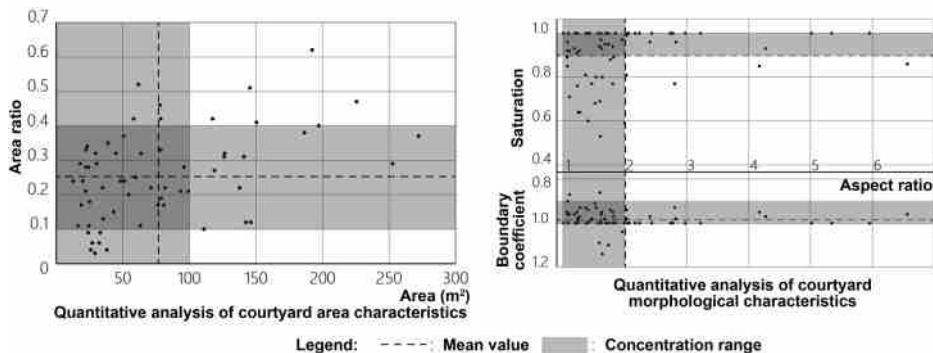 0.7
0.6
0.5
0.4
0.3
0.2
0.1
0
Area ratio
50 100 150 200 250 300
Area (m²)
Quantitative analysis of courtyard area characteristics
1.0
0.8
0.6
0.4
Saturation
1 2 3 4 5 6
Aspect ratio
0.8
1.0
1.2
Boundary
coefficient
Quantitative analysis of courtyard
morphological characteristics
Legend: : Mean value : Concentration range